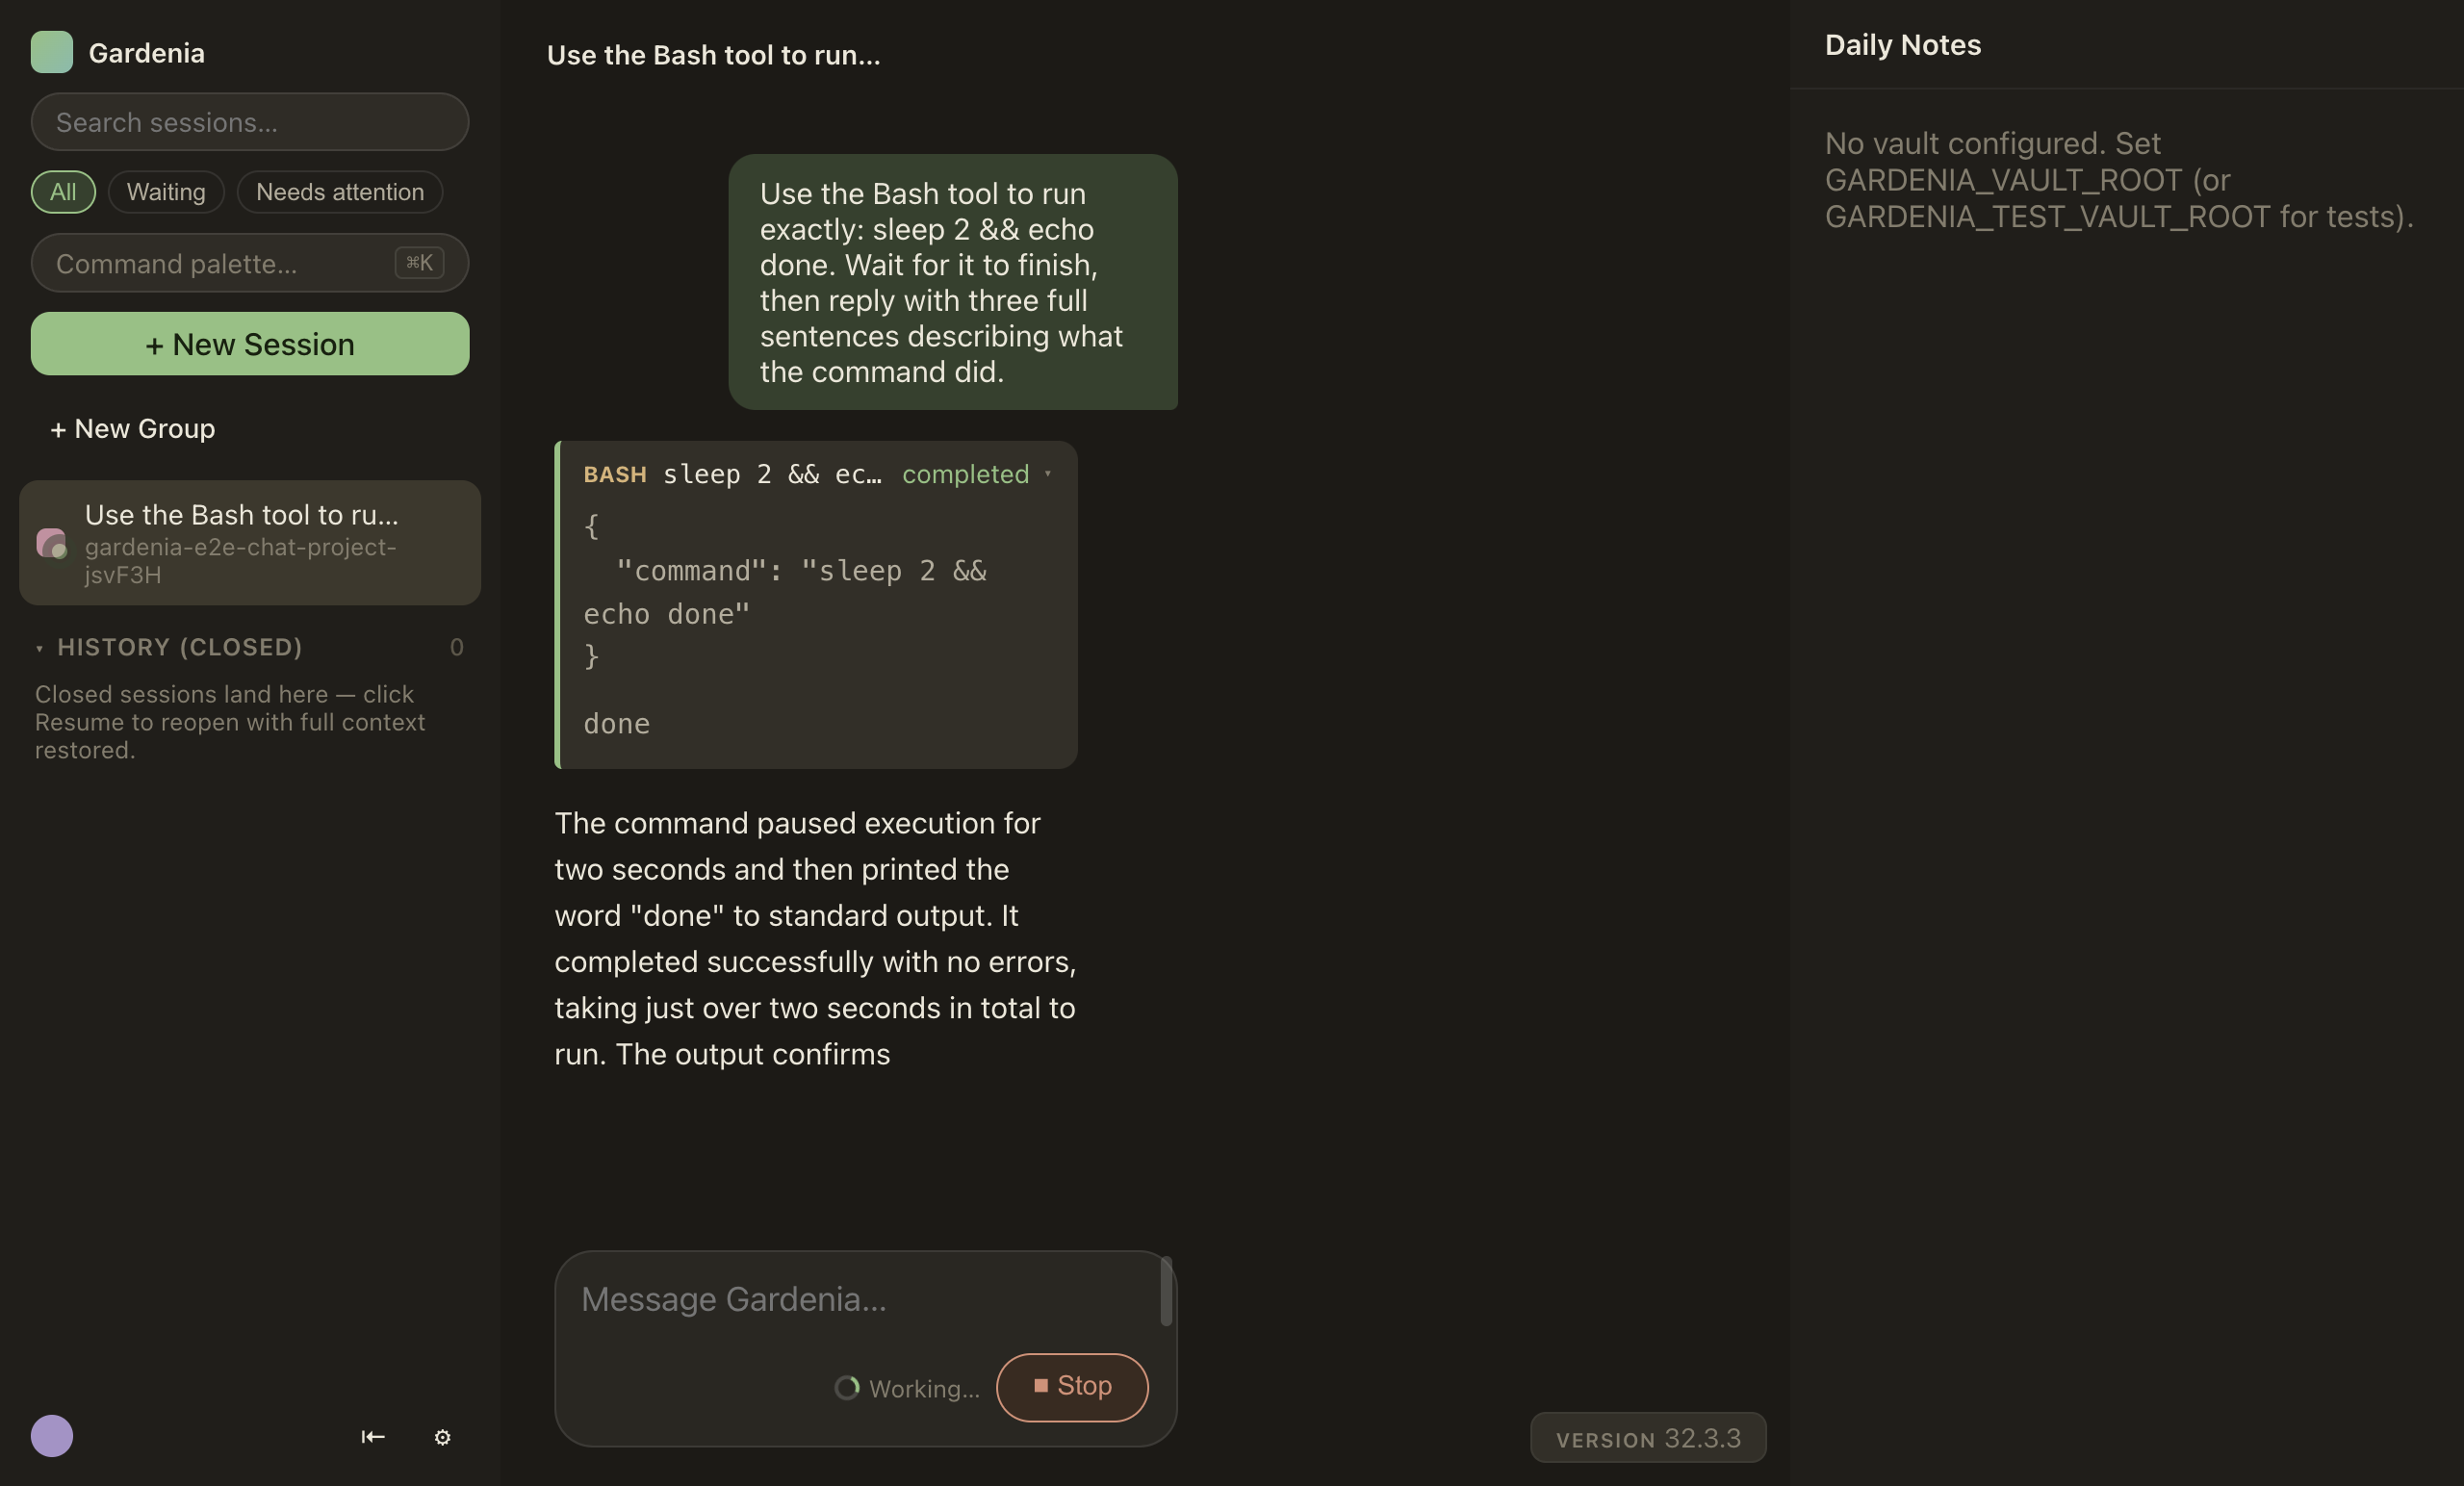 Gardenia
Search sessions...
All
Waiting
Needs attention
Command palette...
⌘K
+ New Session
+ New Group
Use the Bash tool to ru...
gardenia-e2e-chat-project-
jsvF3H
▾ HISTORY (CLOSED) 0
Closed sessions land here — click
Resume to reopen with full context
restored.
Use the Bash tool to run...
Use the Bash tool to run
exactly: sleep 2 && echo
done. Wait for it to finish,
then reply with three full
sentences describing what
the command did.
BASH sleep 2 && ec… completed ▾
{
"command": "sleep 2 &&
echo done"
}
done
The command paused execution for
two seconds and then printed the
word "done" to standard output. It
completed successfully with no errors,
taking just over two seconds in total to
run. The output confirms
Message Gardenia...
Working...
Stop
VERSION 32.3.3
Daily Notes
No vault configured. Set
GARDENIA_VAULT_ROOT (or
GARDENIA_TEST_VAULT_ROOT for tests).